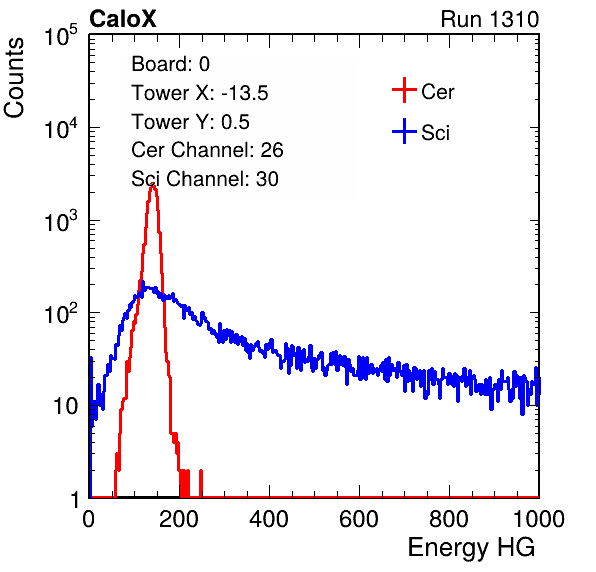 CaloX Run 1310
Counts
Board: 0
Tower X: -13.5
Tower Y: 0.5
Cer Channel: 26
Sci Channel: 30
Cer
Sci
10^5
10^4
10^3
10^2
10
1
0 200 400 600 800 1000
Energy HG